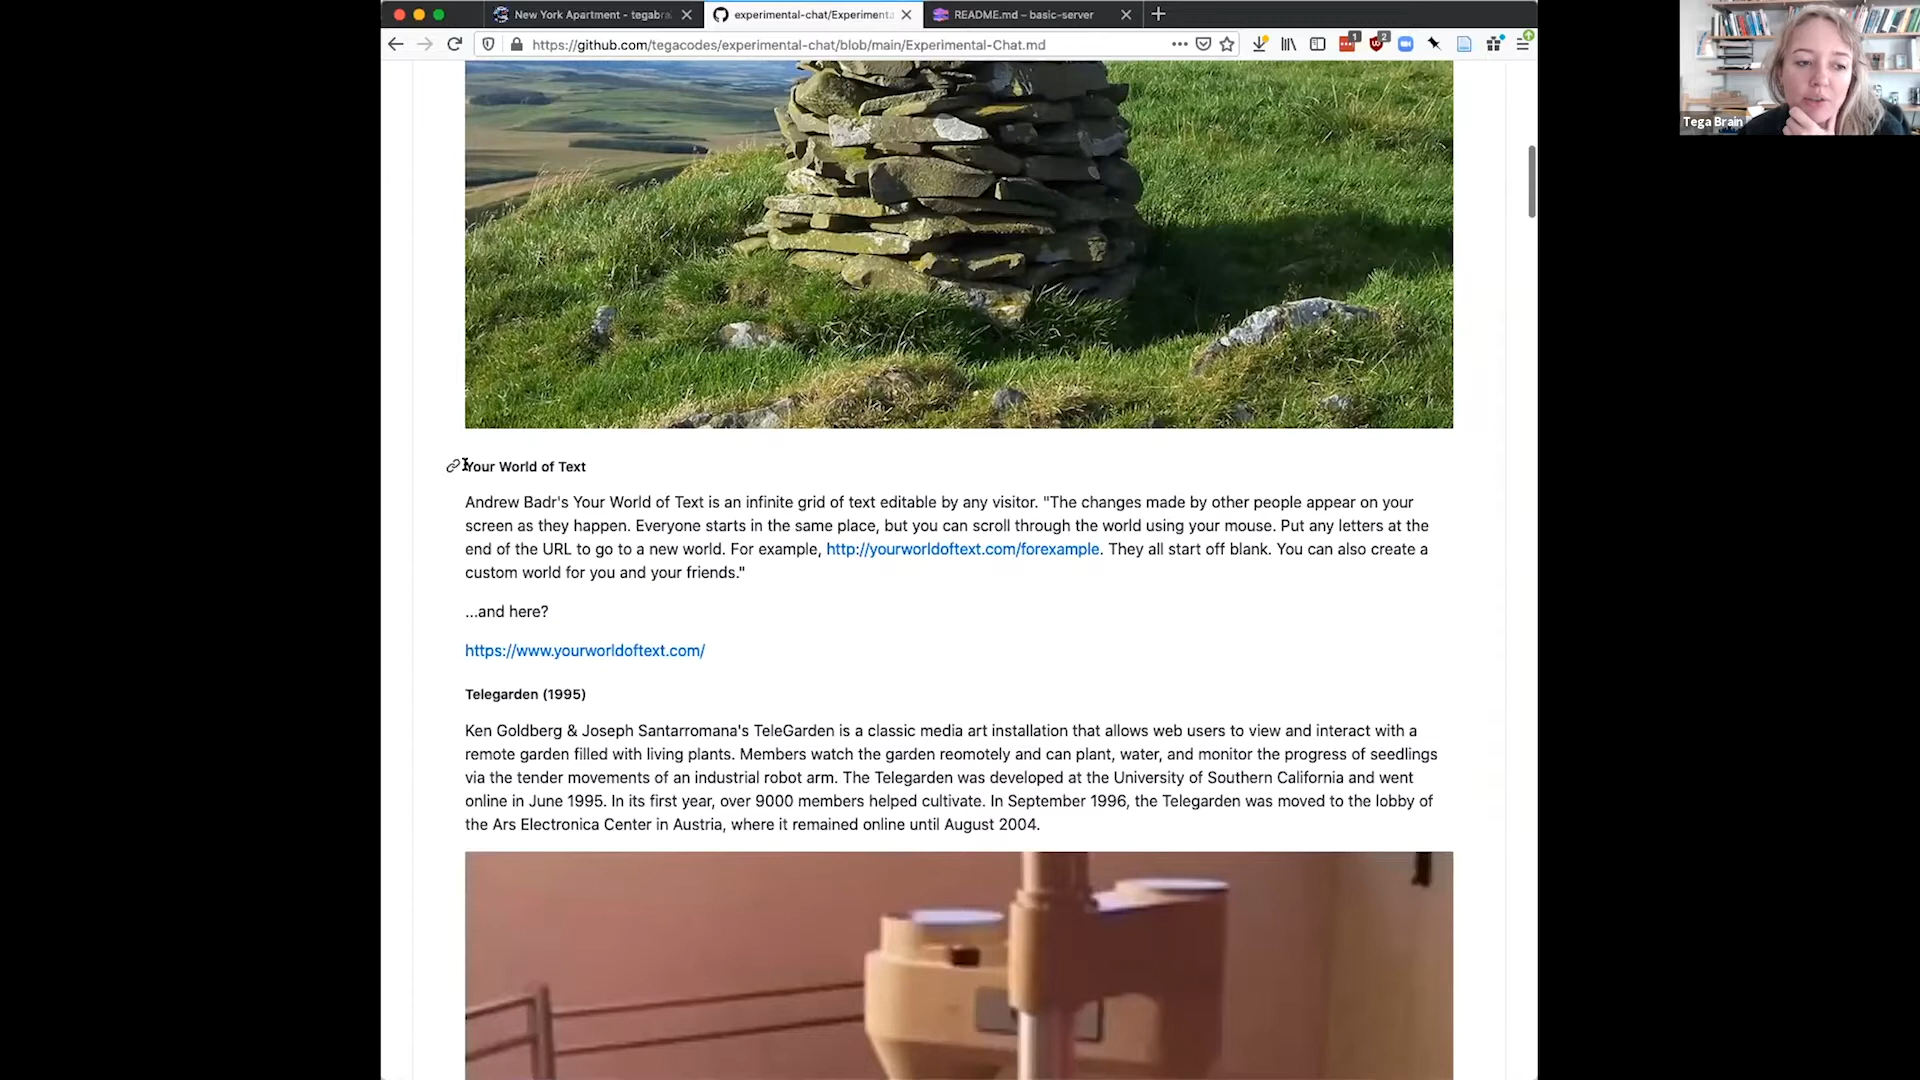 New York Apartment - tegabra
experimental-chat/Experimenta
README.md – basic-server
https://github.com/tegacodes/experimental-chat/blob/main/Experimental-Chat.md
1
2
Tega Brain
Your World of Text
Andrew Badr's Your World of Text is an infinite grid of text editable by any visitor. "The changes made by other people appear on your
screen as they happen. Everyone starts in the same place, but you can scroll through the world using your mouse. Put any letters at the
end of the URL to go to a new world. For example, http://yourworldoftext.com/forexample. They all start off blank. You can also create a
custom world for you and your friends."
...and here?
https://www.yourworldoftext.com/
Telegarden (1995)
Ken Goldberg & Joseph Santarromana's TeleGarden is a classic media art installation that allows web users to view and interact with a
remote garden filled with living plants. Members watch the garden reomotely and can plant, water, and monitor the progress of seedlings
via the tender movements of an industrial robot arm. The Telegarden was developed at the University of Southern California and went
online in June 1995. In its first year, over 9000 members helped cultivate. In September 1996, the Telegarden was moved to the lobby of
the Ars Electronica Center in Austria, where it remained online until August 2004.